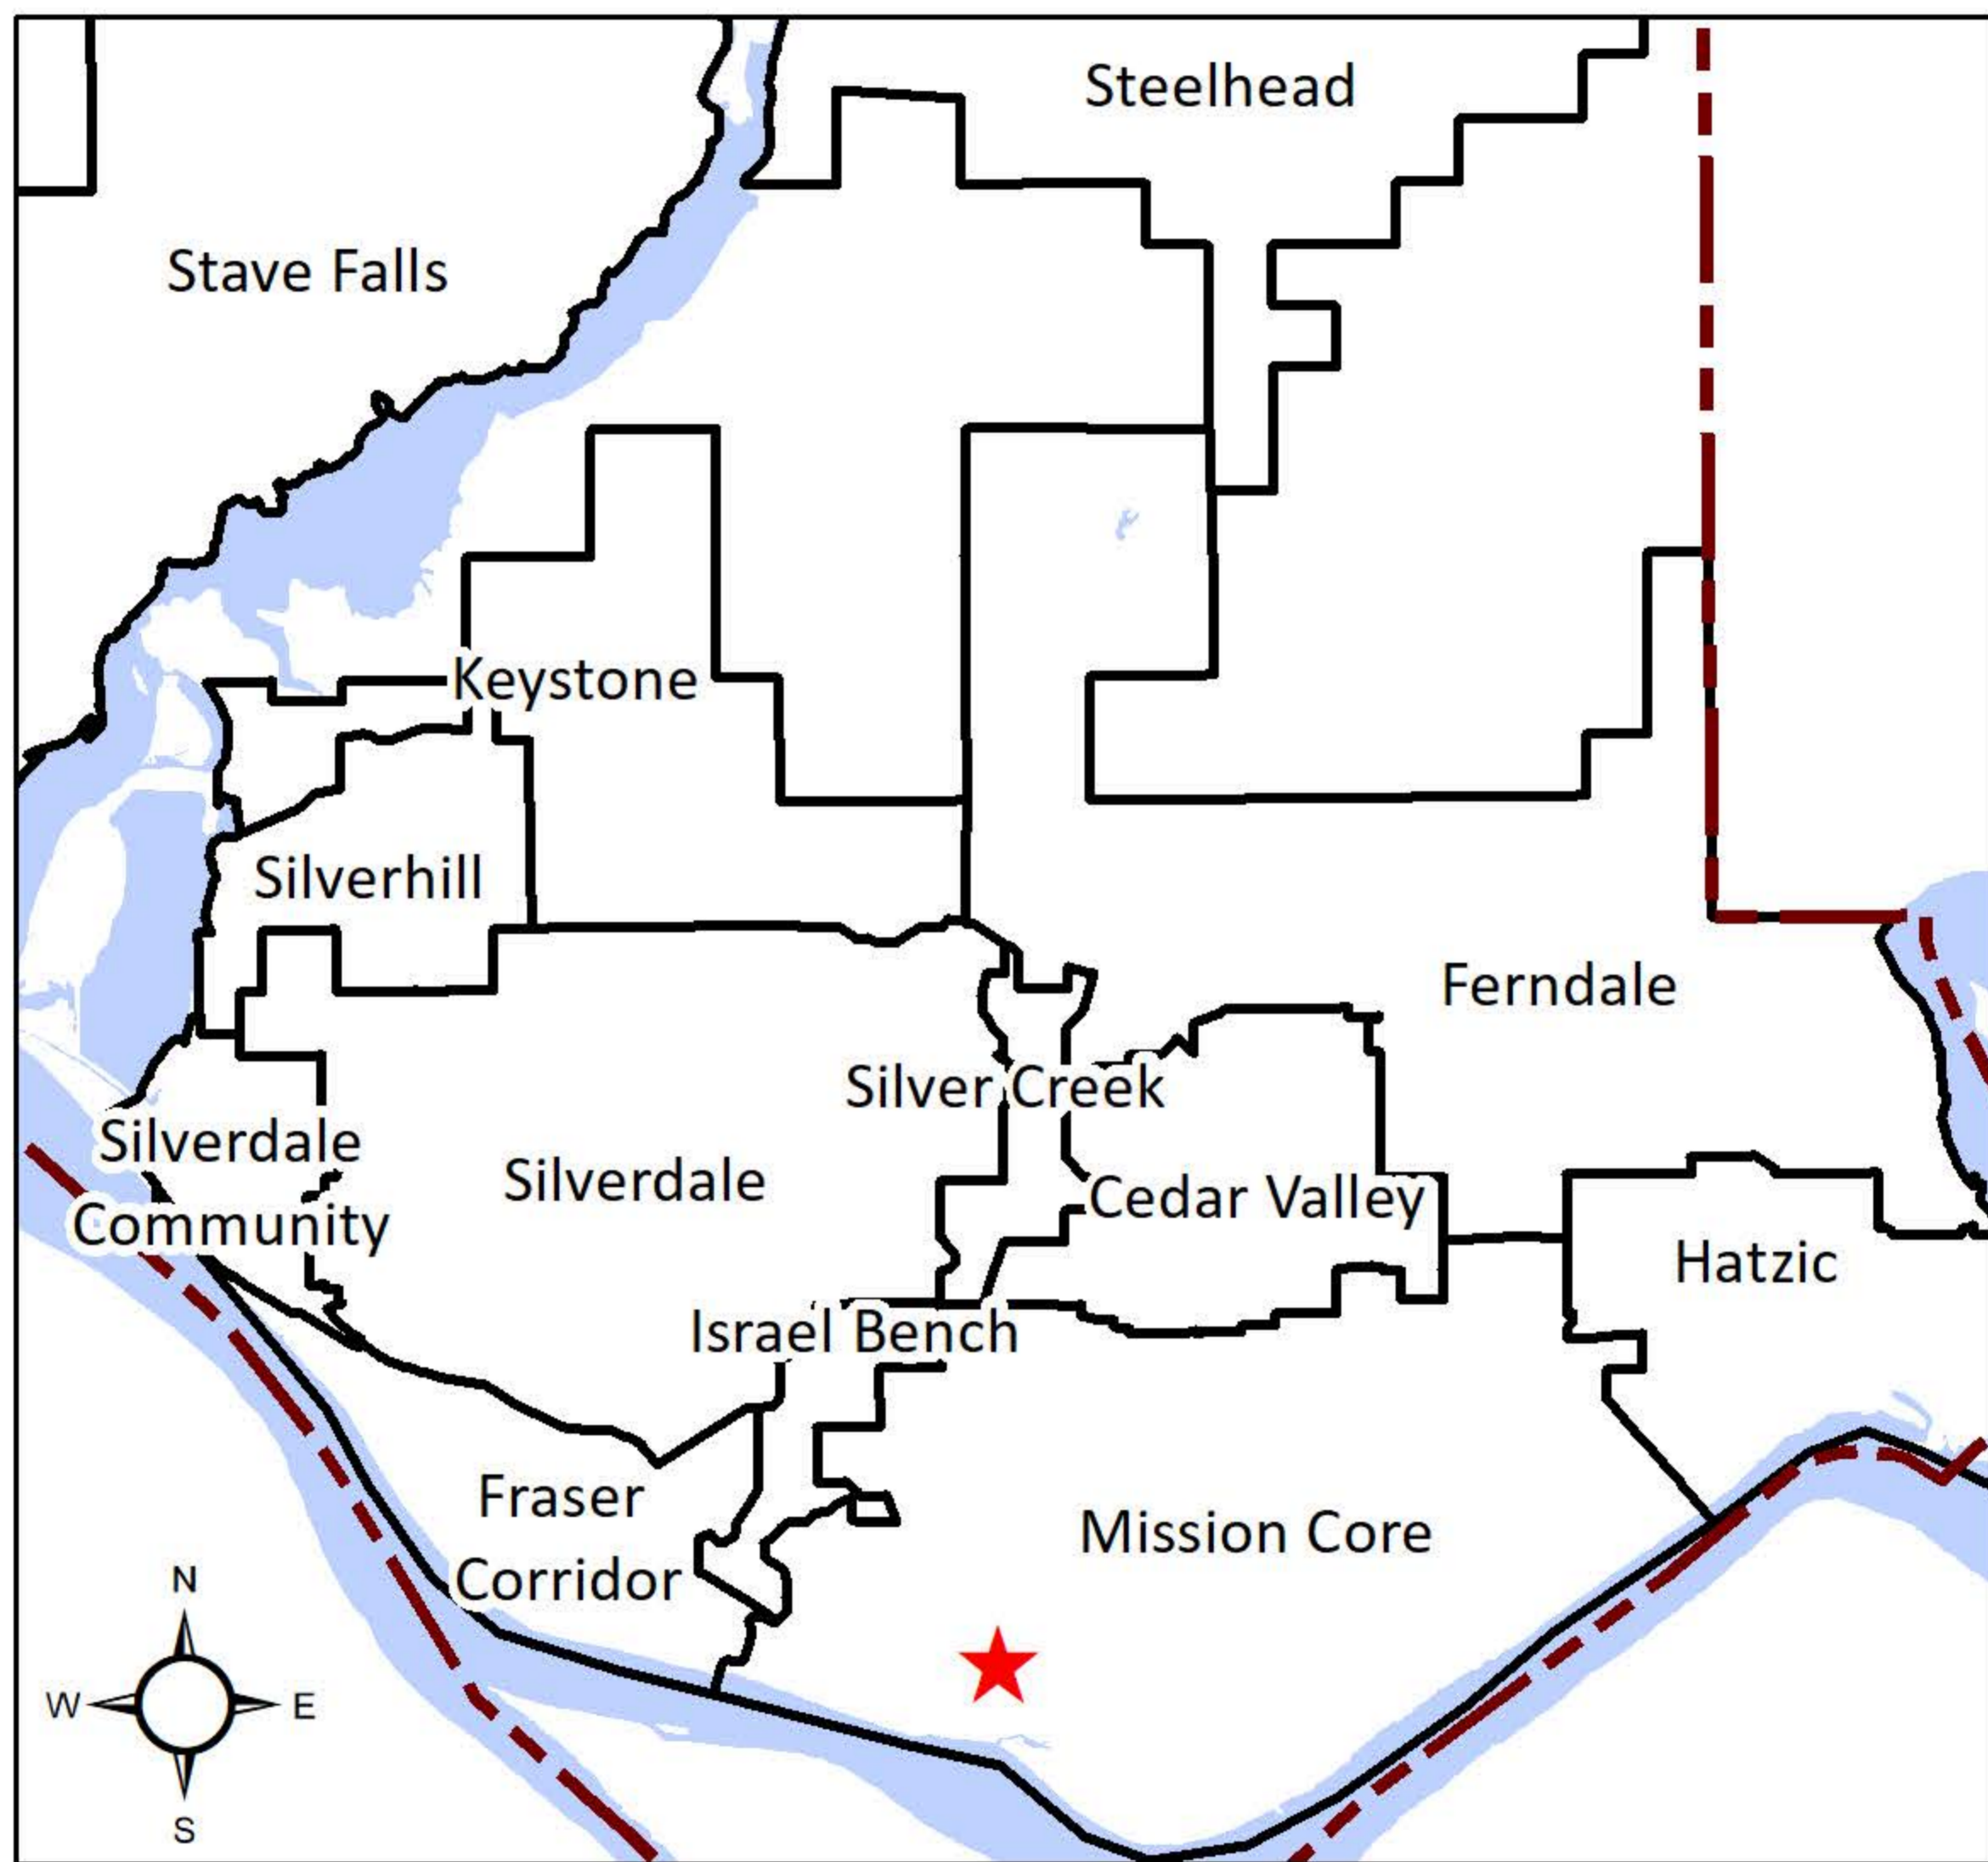 Steelhead
Stave Falls
Keystone
Silverhill
Ferndale
Silver Creek
Silverdale
Community
Silverdale
Cedar Valley
Hatzic
Israel Bench
Fraser
Corridor
Mission Core
N
W E
S